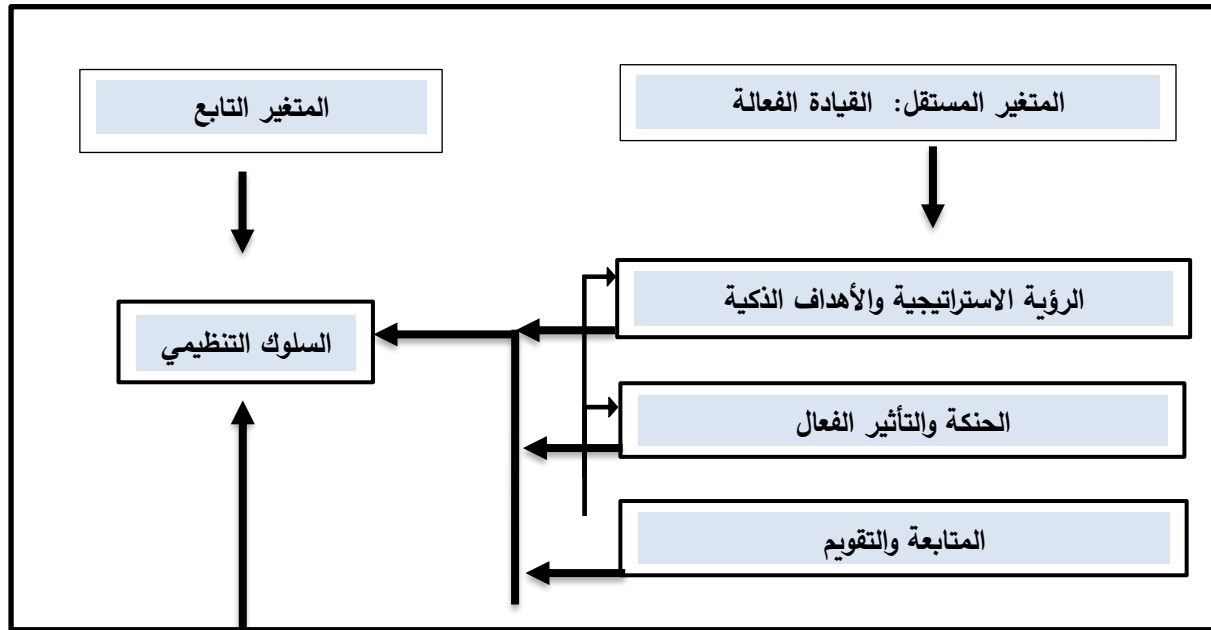 المتغير المستقل: القيادة الفعالة
المتغير التابع
الرؤية الاستراتيجية والأهداف الذكية
السلوك التنظيمي
الحنكة والتأثير الفعال
المتابعة والتقويم